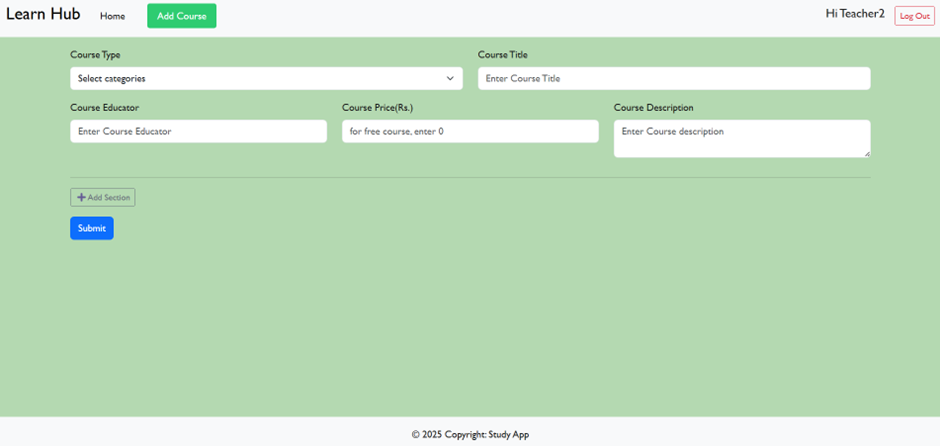 Learn Hub Home Add Course Hi Teacher2 Log Out
Course Type Course Title
Select categories Enter Course Title
Course Educator Course Price(Rs.) Course Description
Enter Course Educator for free course, enter 0 Enter Course description
+ Add Section
Submit
© 2025 Copyright: Study App